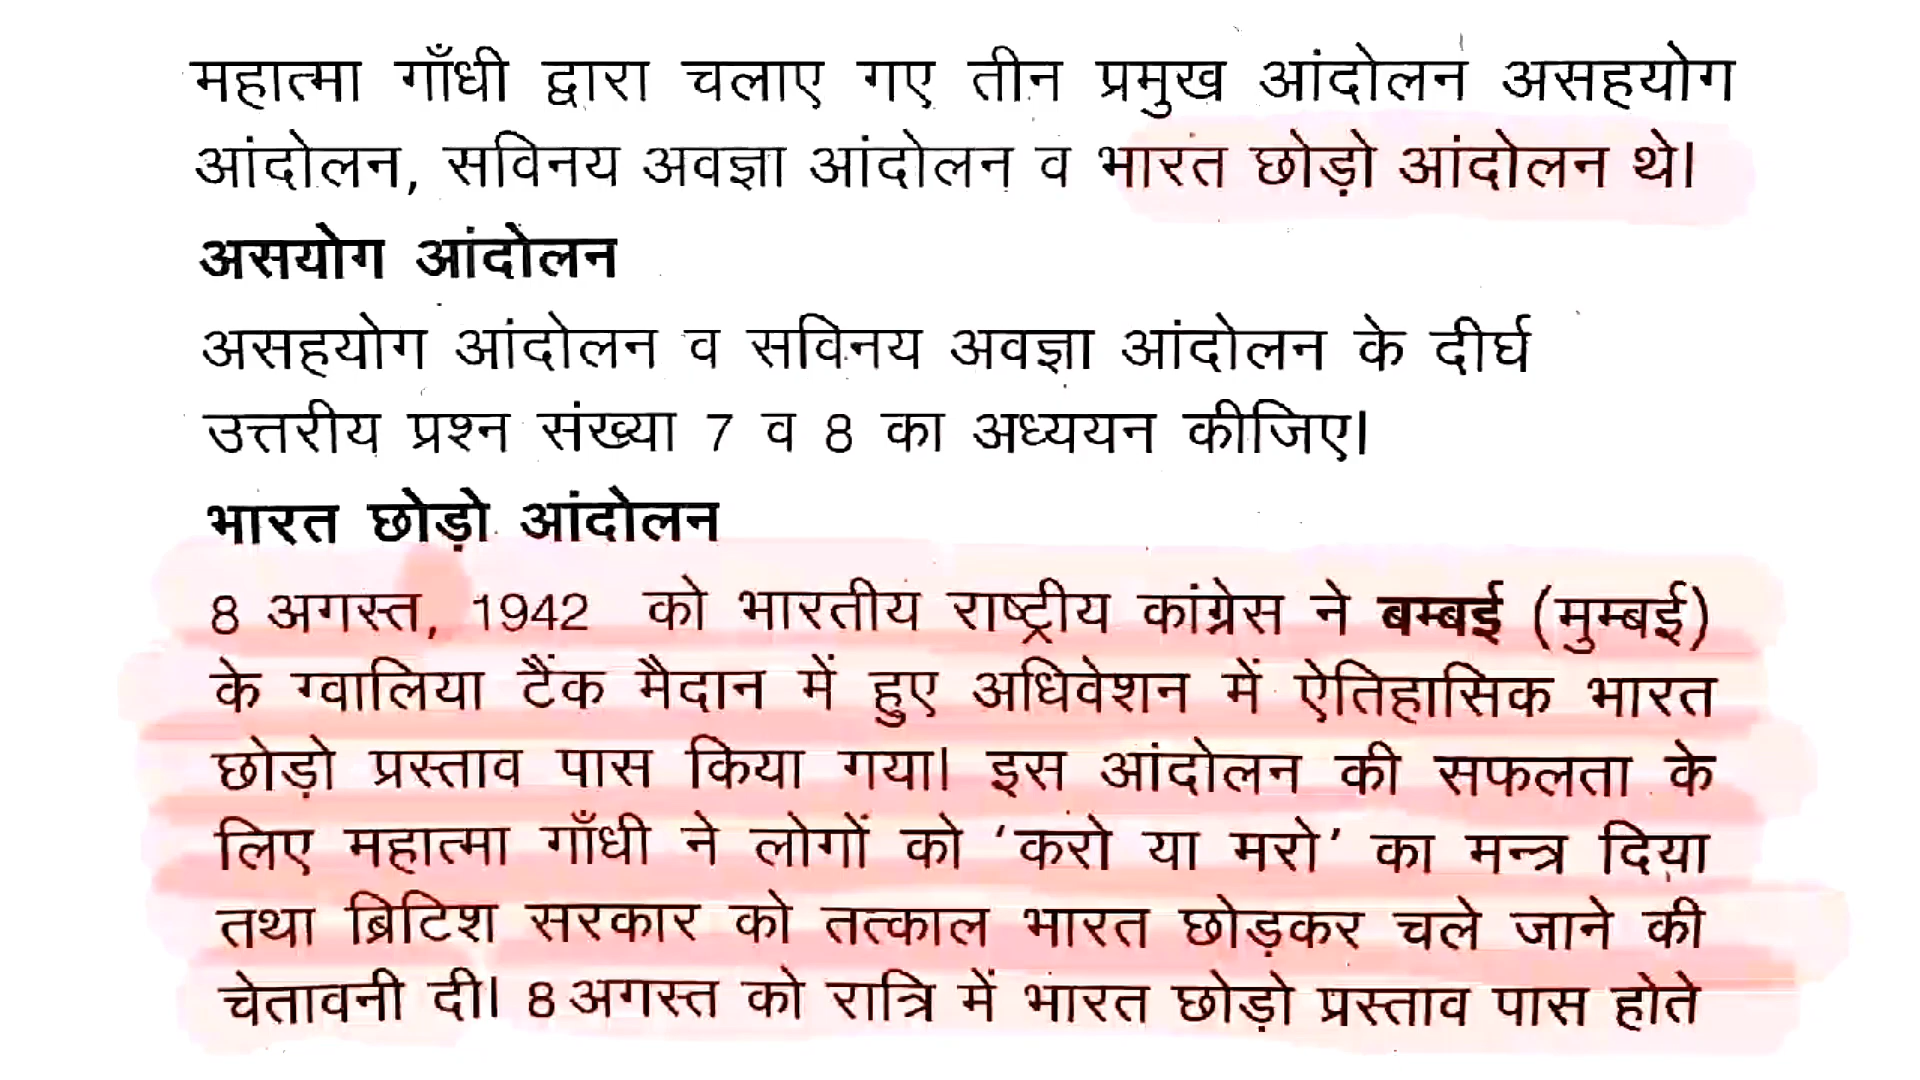 महात्मा गाँधी द्वारा चलाए गए तीन प्रमुख आंदोलन असहयोग
आंदोलन, सविनय अवज्ञा आंदोलन व भारत छोड़ो आंदोलन थे।
असयोग आंदोलन
असहयोग आंदोलन व सविनय अवज्ञा आंदोलन के दीर्घ
उत्तरीय प्रश्न संख्या 7 व 8 का अध्ययन कीजिए।
भारत छोड़ो आंदोलन
8 अगस्त, 1942 को भारतीय राष्ट्रीय कांग्रेस ने बम्बई (मुम्बई)
के ग्वालिया टैंक मैदान में हुए अधिवेशन में ऐतिहासिक भारत
छोड़ो प्रस्ताव पास किया गया। इस आंदोलन की सफलता के
लिए महात्मा गाँधी ने लोगों को ‘करो या मरो’ का मन्त्र दिया
तथा ब्रिटिश सरकार को तत्काल भारत छोड़कर चले जाने की
चेतावनी दी। 8 अगस्त को रात्रि में भारत छोड़ो प्रस्ताव पास होते